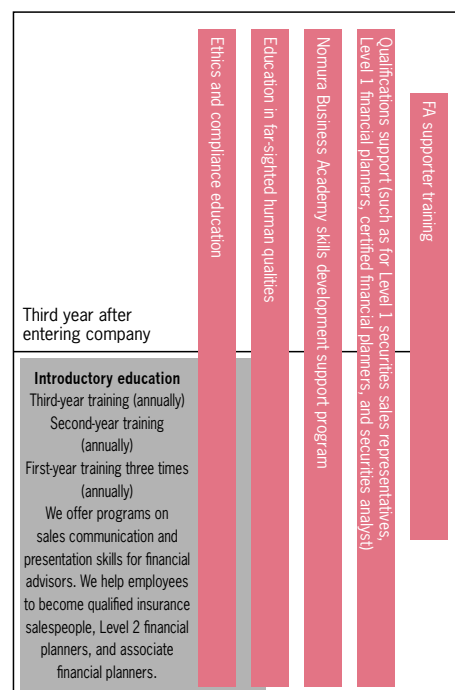 Ethics and compliance education
Education in far-sighted human qualities
Nomura Business Academy skills development support program
Qualifications support (such as for Level 1 securities sales representatives,
Level 1 financial planners, certified financial planners, and securities analyst)
FA supporter training
Third year after
entering company
Introductory education
Third-year training (annually)
Second-year training
(annually)
First-year training three times
(annually)
We offer programs on
sales communication and
presentation skills for financial
advisors. We help employees
to become qualified insurance
salespeople, Level 2 financial
planners, and associate
financial planners.